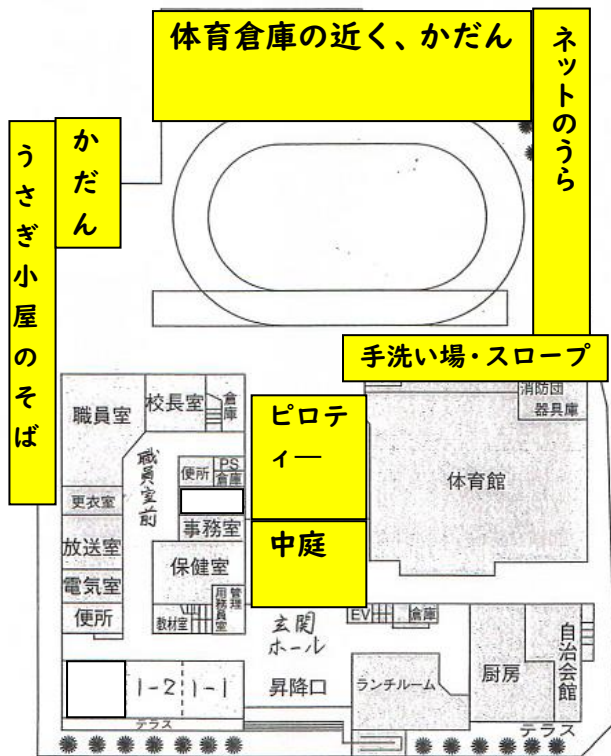 体育倉庫の近く、かだん
ネットのうら
かだん
うさぎ小屋のそば
手洗い場・スロープ
消防団
器具庫
職員室
校長室
倉庫
ピロテ
ィー
体育館
職員室前
便所
PS
倉庫
更衣室
事務室
放送室
中庭
保健室
電気室
管理
用務員室
便所
教材室
玄関
ホール
EV
倉庫
厨房
自治会館
1-2
1-1
昇降口
ランチルーム
テラス
テラス